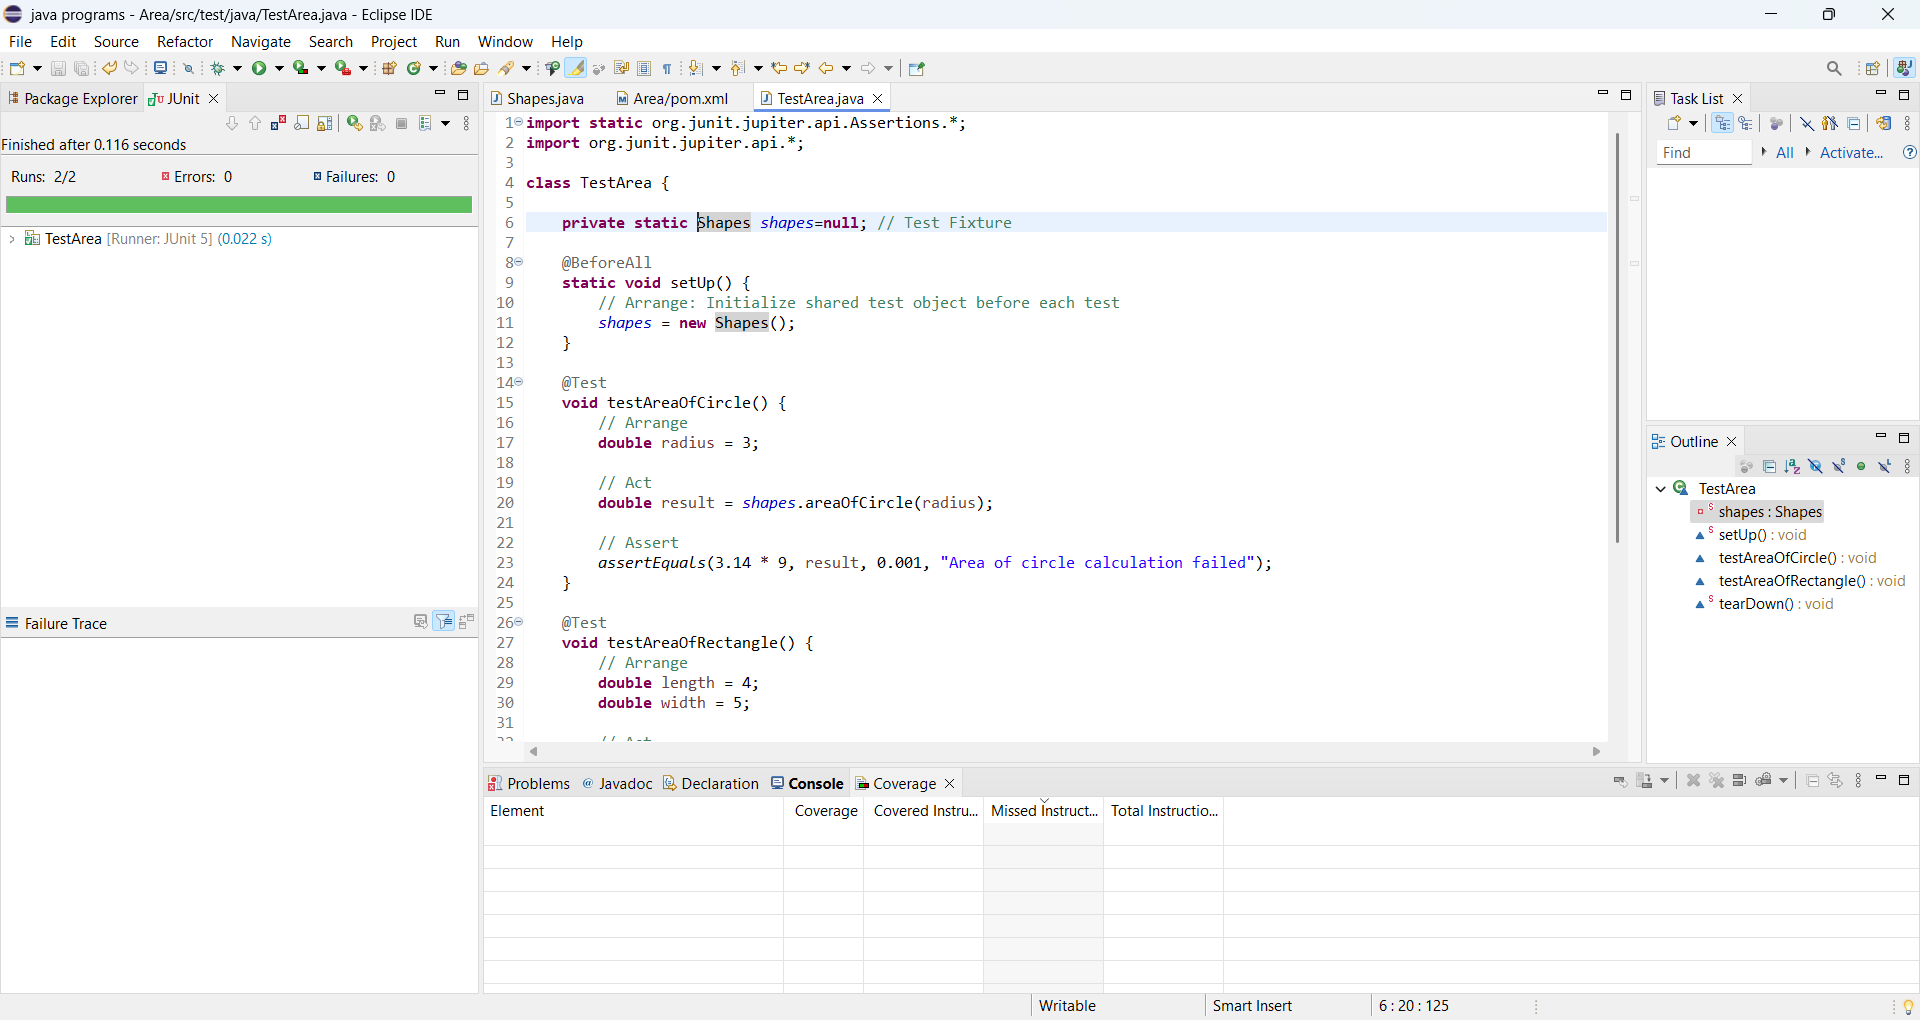 java programs - Area/src/test/java/TestArea.java - Eclipse IDE
File Edit Source Refactor Navigate Search Project Run Window Help
Package Explorer JUnit
Finished after 0.116 seconds
Runs: 2/2 Errors: 0 Failures: 0
TestArea [Runner: JUnit 5] (0.022 s)
Failure Trace
Shapes.java Area/pom.xml TestArea.java
1 import static org.junit.jupiter.api.Assertions.*;
2 import org.junit.jupiter.api.*;
3
4 class TestArea {
5
6 private static Shapes shapes=null; // Test Fixture
7
8 @BeforeAll
9 static void setUp() {
10 // Arrange: Initialize shared test object before each test
11 shapes = new Shapes();
12 }
13
14 @Test
15 void testAreaOfCircle() {
16 // Arrange
17 double radius = 3;
18
19 // Act
20 double result = shapes.areaOfCircle(radius);
21
22 // Assert
23 assertEquals(3.14 * 9, result, 0.001, "Area of circle calculation failed");
24 }
25
26 @Test
27 void testAreaOfRectangle() {
28 // Arrange
29 double length = 4;
30 double width = 5;
31
Task List
Find All Activate...
Outline
TestArea
shapes : Shapes
setUp() : void
testAreaOfCircle() : void
testAreaOfRectangle() : void
tearDown() : void
Problems Javadoc Declaration Console Coverage
Element Coverage Covered Instru... Missed Instruct... Total Instructio...
Writable Smart Insert 6 : 20 : 125